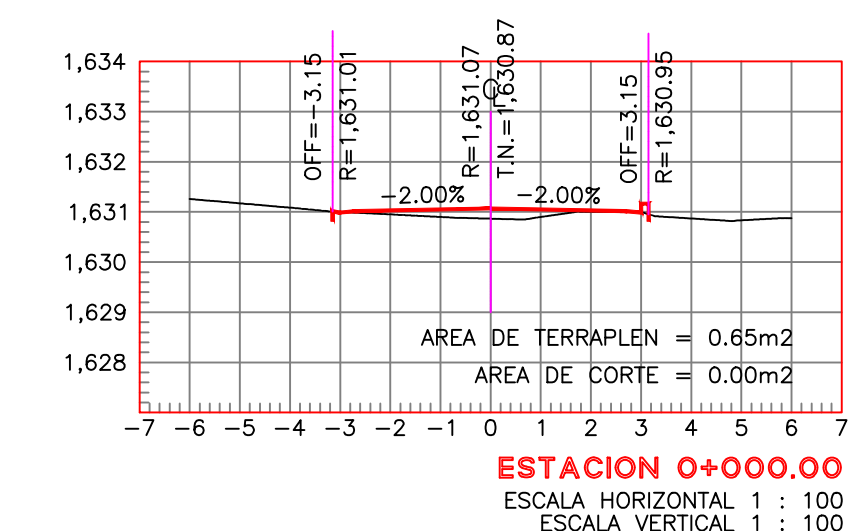 OFF=-3.15
R=1,631.01
R=1,631.07
T.N.=1,630.87
OFF=3.15
R=1,630.95
-2.00%
-2.00%
1,634
1,633
1,632
1,631
1,630
1,629
1,628
AREA DE TERRAPLEN = 0.65m2
AREA DE CORTE = 0.00m2
-7 -6 -5 -4 -3 -2 -1 0 1 2 3 4 5 6 7
ESTACION 0+000.00
ESCALA HORIZONTAL 1 : 100
ESCALA VERTICAL 1 : 100